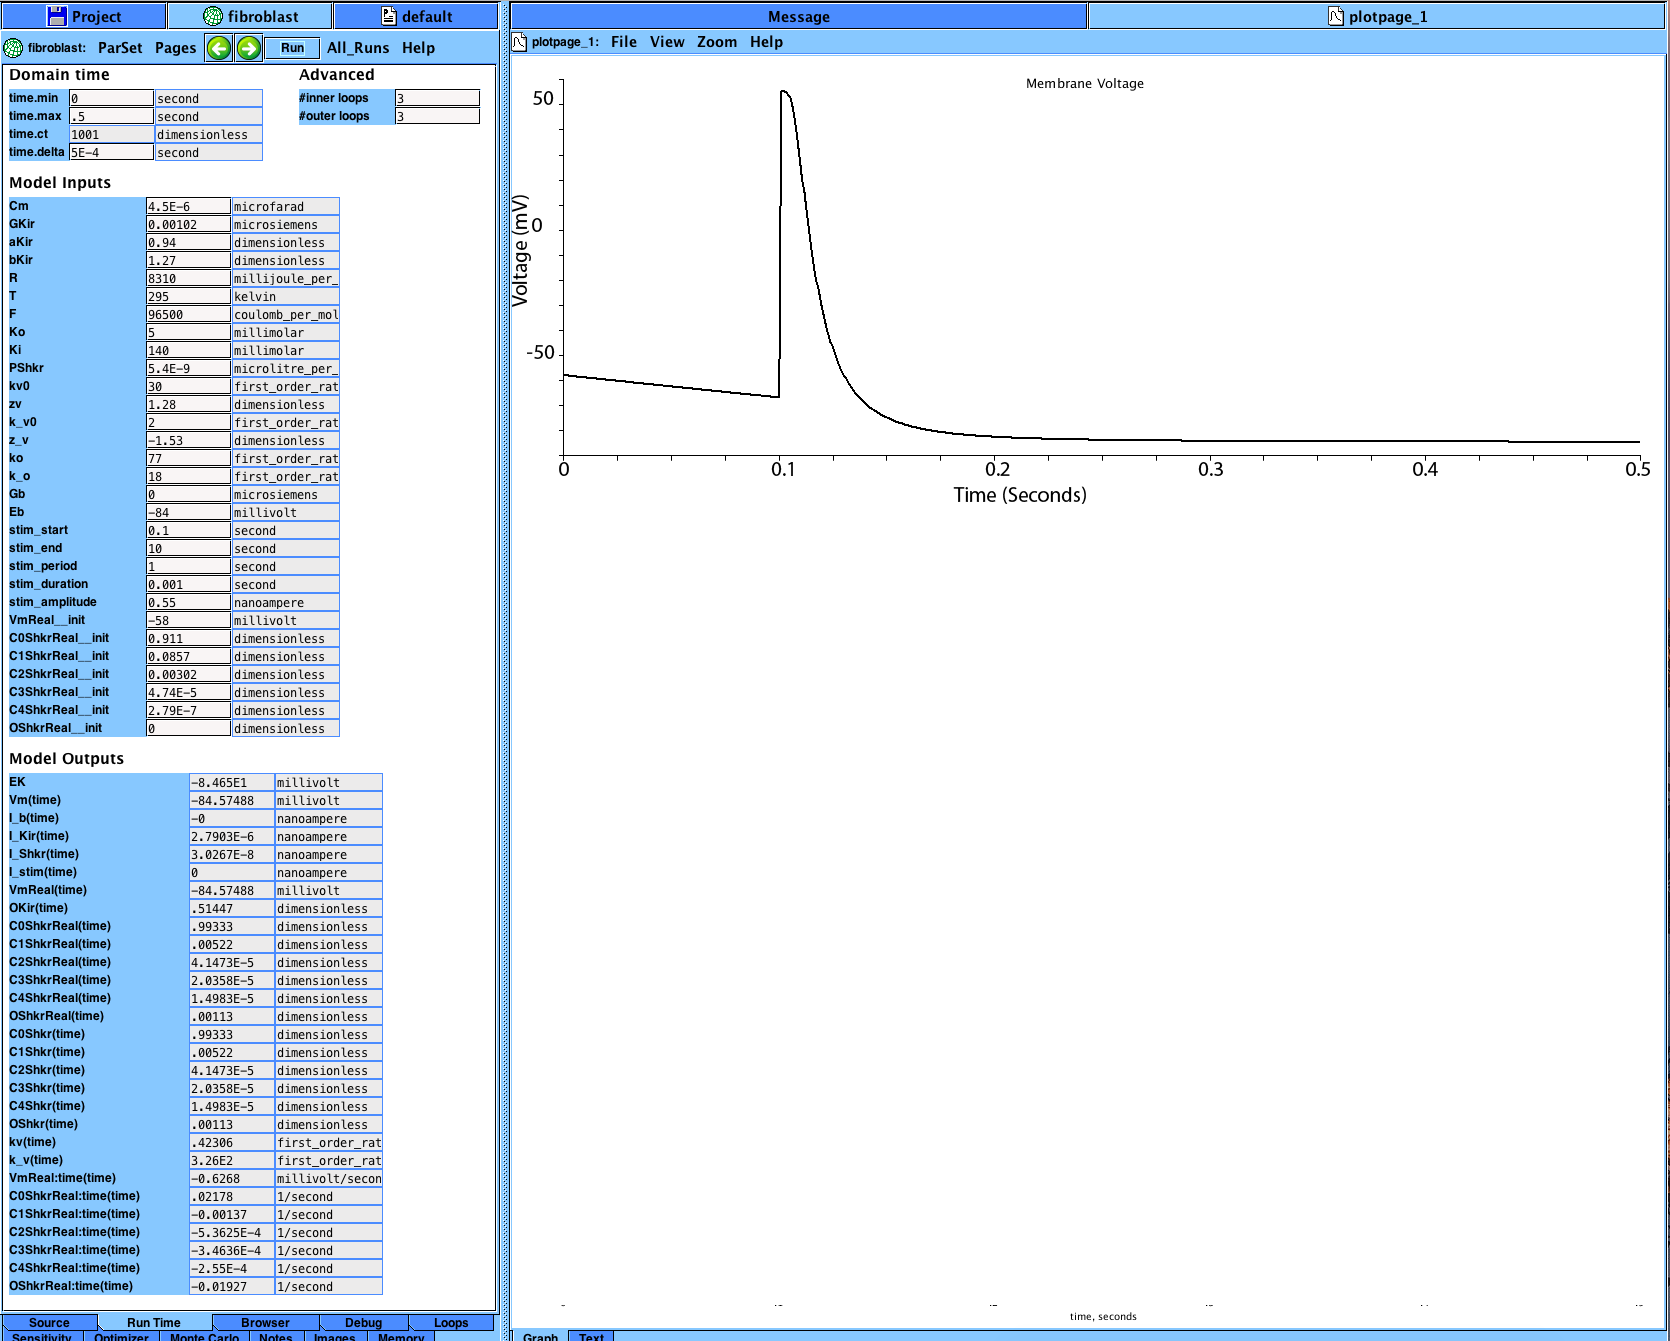 Project fibroblast default
fibroblast: ParSet Pages Run All_Runs Help
Domain time Advanced
time.min 0 second #inner loops 3
time.max .5 second #outer loops 3
time.ct 1001 dimensionless
time.delta 5E-4 second
Model Inputs
Cm 4.5E-6 microfarad
GKir 0.00102 microsiemens
aKir 0.94 dimensionless
bKir 1.27 dimensionless
R 8310 millijoule_per_
T 295 kelvin
F 96500 coulomb_per_mol
Ko 5 millimolar
Ki 140 millimolar
PShkr 5.4E-9 microlitre_per_
kv0 30 first_order_rat
zv 1.28 dimensionless
k_v0 2 first_order_rat
z_v -1.53 dimensionless
ko 77 first_order_rat
k_o 18 first_order_rat
Gb 0 microsiemens
Eb -84 millivolt
stim_start 0.1 second
stim_end 10 second
stim_period 1 second
stim_duration 0.001 second
stim_amplitude 0.55 nanoampere
VmReal__init -58 millivolt
C0ShkrReal__init 0.911 dimensionless
C1ShkrReal__init 0.0857 dimensionless
C2ShkrReal__init 0.00302 dimensionless
C3ShkrReal__init 4.74E-5 dimensionless
C4ShkrReal__init 2.79E-7 dimensionless
OShkrReal__init 0 dimensionless
Model Outputs
EK -8.465E1 millivolt
Vm(time) -84.57488 millivolt
I_b(time) -0 nanoampere
I_Kir(time) 2.7903E-6 nanoampere
I_Shkr(time) 3.0267E-8 nanoampere
I_stim(time) 0 nanoampere
VmReal(time) -84.57488 millivolt
OKir(time) .51447 dimensionless
C0ShkrReal(time) .99333 dimensionless
C1ShkrReal(time) .00522 dimensionless
C2ShkrReal(time) 4.1473E-5 dimensionless
C3ShkrReal(time) 2.0358E-5 dimensionless
C4ShkrReal(time) 1.4983E-5 dimensionless
OShkrReal(time) .00113 dimensionless
C0Shkr(time) .99333 dimensionless
C1Shkr(time) .00522 dimensionless
C2Shkr(time) 4.1473E-5 dimensionless
C3Shkr(time) 2.0358E-5 dimensionless
C4Shkr(time) 1.4983E-5 dimensionless
OShkr(time) .00113 dimensionless
kv(time) .42306 first_order_rat
k_v(time) 3.26E2 first_order_rat
VmReal:time(time) -0.6268 millivolt/secon
C0ShkrReal:time(time) .02178 1/second
C1ShkrReal:time(time) -0.00137 1/second
C2ShkrReal:time(time) -5.3625E-4 1/second
C3ShkrReal:time(time) -3.4636E-4 1/second
C4ShkrReal:time(time) -2.55E-4 1/second
OShkrReal:time(time) -0.01927 1/second
Source Run Time Browser Debug Loops
Sensitivity Optimizer Monte Carlo Notes Images Memory
Message plotpage_1
plotpage_1: File View Zoom Help
Membrane Voltage
50
0
-50
Voltage (mV)
0 0.1 0.2 0.3 0.4 0.5
Time (Seconds)
time, seconds
Graph Text